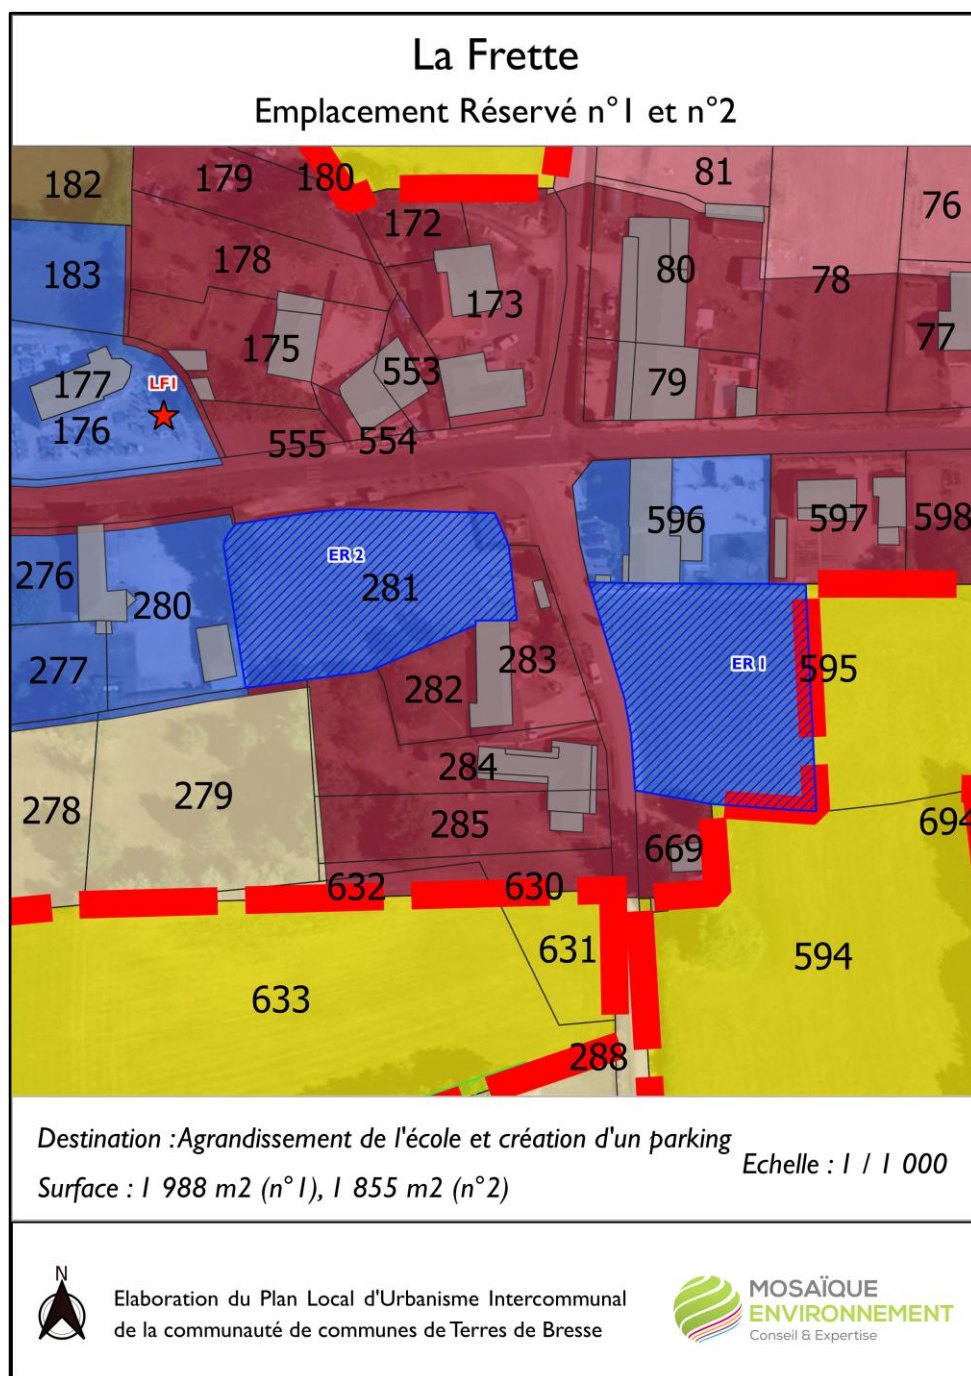 La Frette
Emplacement Réservé n°1 et n°2
182
179
180
172
81
76
183
178
173
80
78
77
175
553
79
177
LF1
176
555
554
ER 2
281
596
597
598
276
280
277
283
282
ER 1
595
278
279
284
285
669
694
632
630
631
594
633
288
Destination : Agrandissement de l'école et création d'un parking
Surface : 1 988 m2 (n°1), 1 855 m2 (n°2)
Echelle : 1 / 1 000
N
Elaboration du Plan Local d'Urbanisme Intercommunal
de la communauté de communes de Terres de Bresse
MOSAÏQUE
ENVIRONNEMENT
Conseil & Expertise